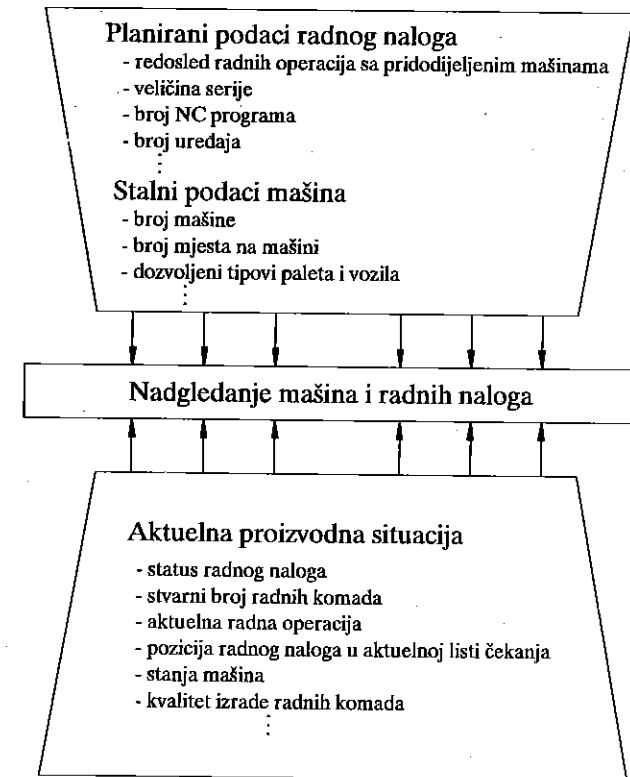 Planirani podaci radnog naloga
- redosled radnih operacija sa pridodijeljenim mašinama
- veličina serije
- broj NC programa
- broj uređaja
Stalni podaci mašina
- broj mašine
- broj mjesta na mašini
- dozvoljeni tipovi paleta i vozila
Nadgledanje mašina i radnih naloga
Aktuelna proizvodna situacija
- status radnog naloga
- stvarni broj radnih komada
- aktuelna radna operacija
- pozicija radnog naloga u aktuelnoj listi čekanja
- stanja mašina
- kvalitet izrade radnih komada